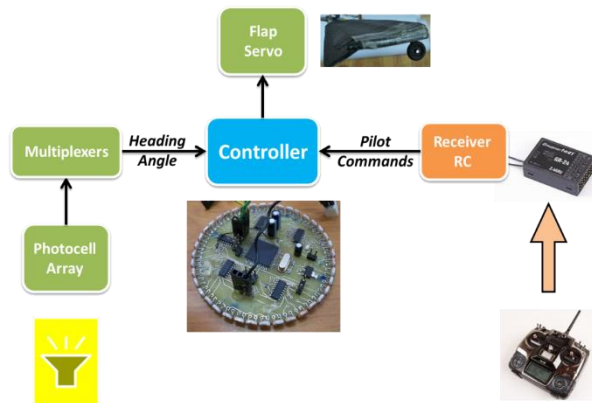 Flap
Servo
Multiplexers
Heading
Angle
Controller
Pilot
Commands
Receiver
RC
Photocell
Array